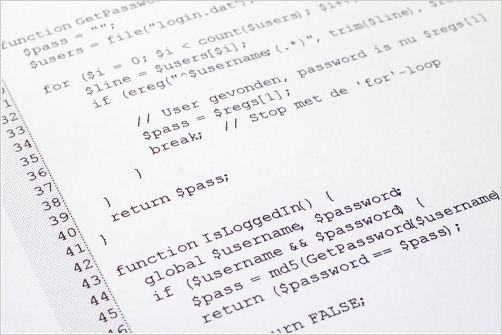 function GetPassw
$pass = "";
$users = file("login.dat"
for ($i = 0; $i < count($users); $i+
$line = $users[$i];
if (ereg("^$username:(.*)", trim($line), $
// User gevonden, password is nu $regs[1]
$pass = $regs[1];
break; // Stop met de 'for'-loop
32
33
34
35 }
36
37 }
38 return $pass;
39 }
40
41 function IsLoggedIn() {
42 global $username, $password;
43 if ($username && $password) {
44 $pass = md5(GetPassword($username)
45 return ($password == $pass);
46
urn FALSE;